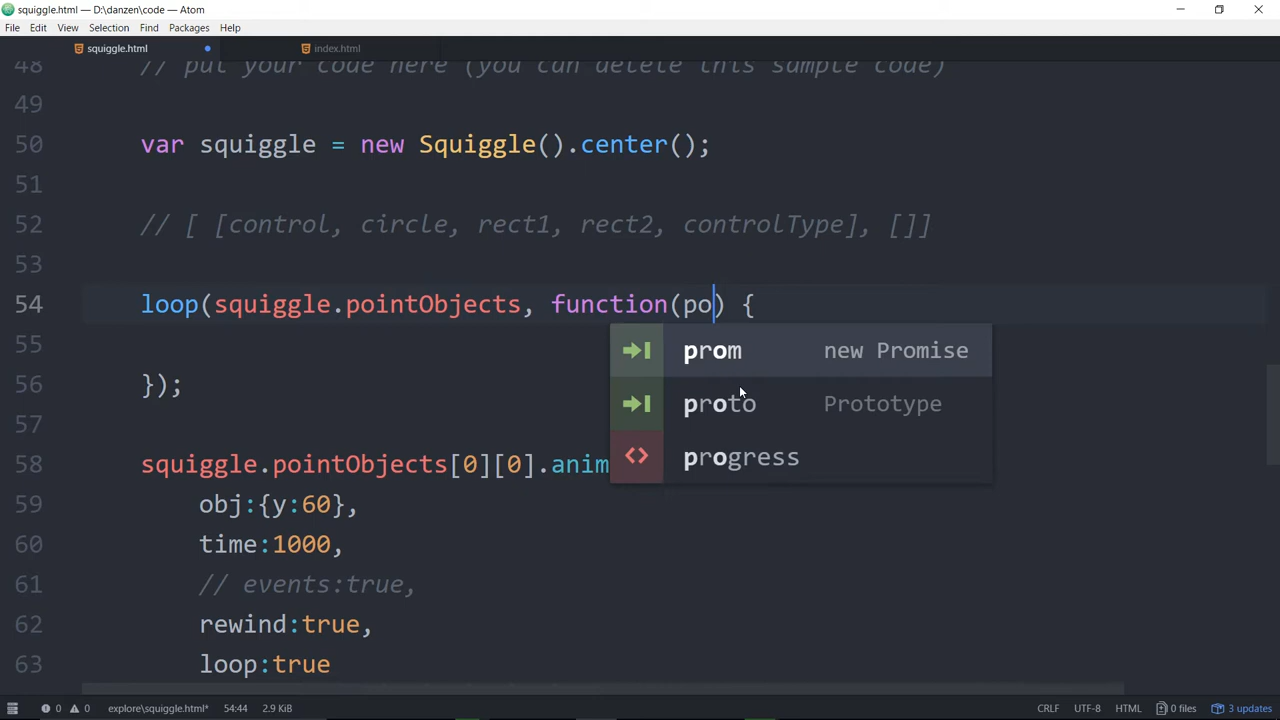 squiggle.html — D:\danzen\code — Atom
File Edit View Selection Find Packages Help
squiggle.html index.html
48 // put your code here (you can delete this sample code)
49
50 var squiggle = new Squiggle().center();
51
52 // [ [control, circle, rect1, rect2, controlType], []]
53
54 loop(squiggle.pointObjects, function(po) {
55 prom new Promise
56 });
proto Prototype
57
58 squiggle.pointObjects[0][0].anim progress
59 obj:{y:60},
60 time:1000,
61 // events:true,
62 rewind:true,
63 loop:true
0 0 explore\squiggle.html* 54:44 2.9 KiB CRLF UTF-8 HTML 0 files 3 updates